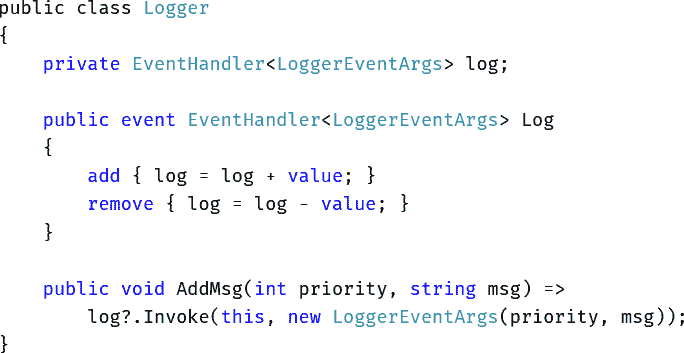 public class Logger
{
    private EventHandler<LoggerEventArgs> log;

    public event EventHandler<LoggerEventArgs> Log
    {
        add { log = log + value; }
        remove { log = log - value; }
    }

    public void AddMsg(int priority, string msg) =>
        log?.Invoke(this, new LoggerEventArgs(priority, msg));
}